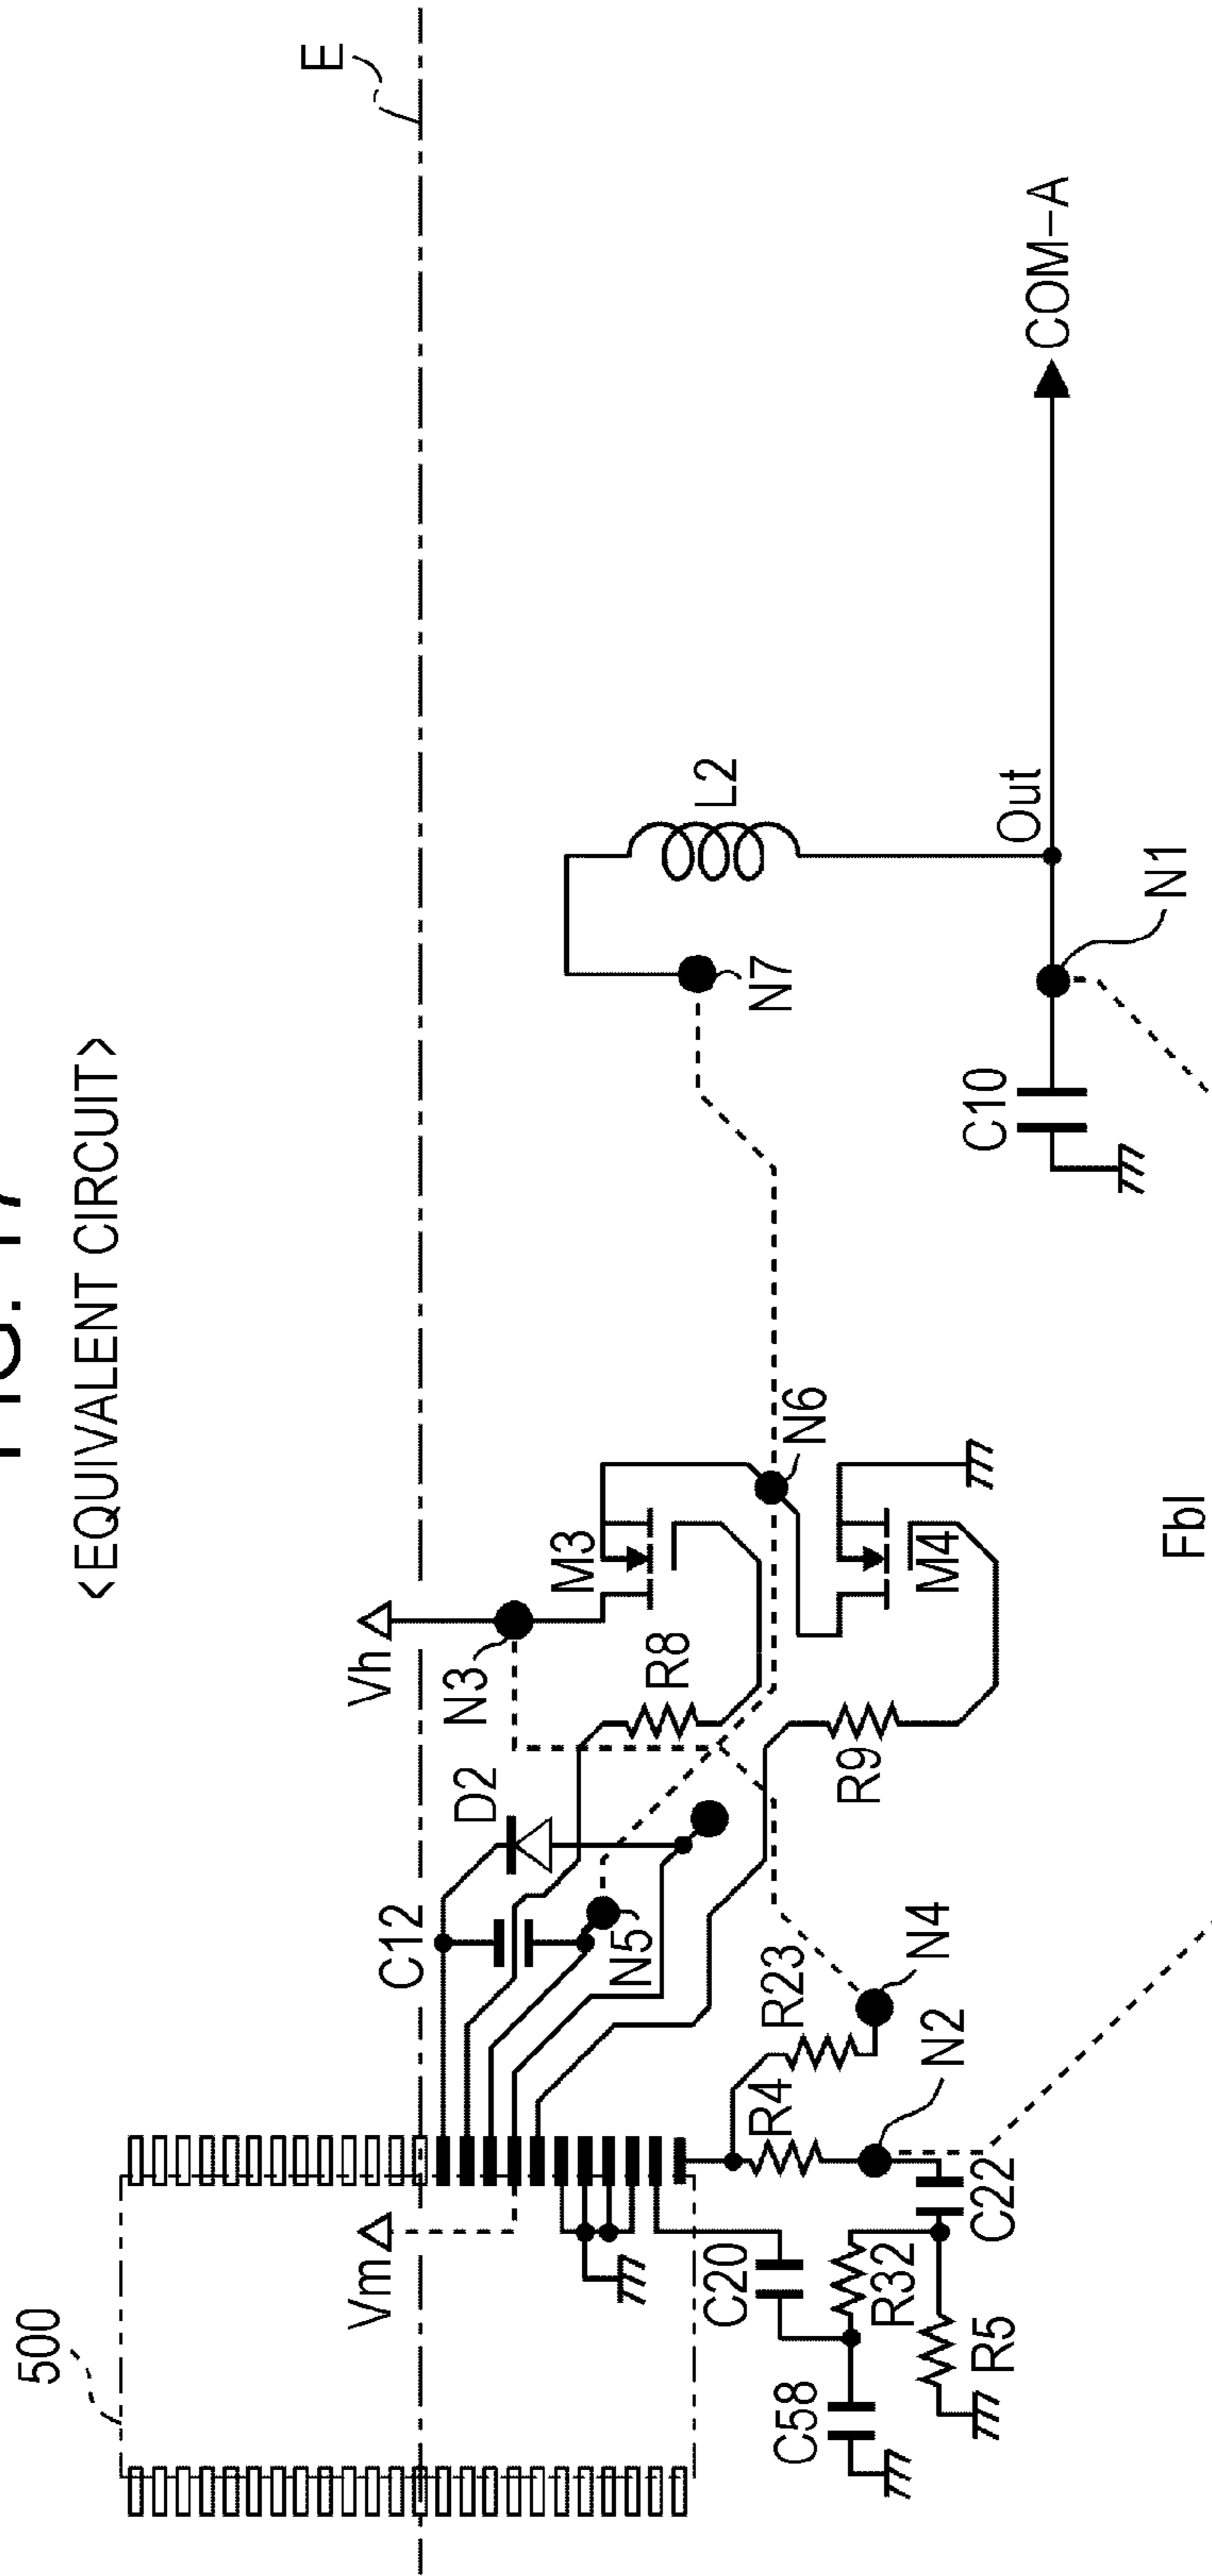 FIG. 17
<EQUIVALENT CIRCUIT>
500
E
Vm
Vh
C12
D2
N3
M3
R8
N5
N6
N7
L2
M4
R9
R23
R4
N4
N2
C20
C22
R32
C58
R5
C10
Out
N1
COM-A
Fbl